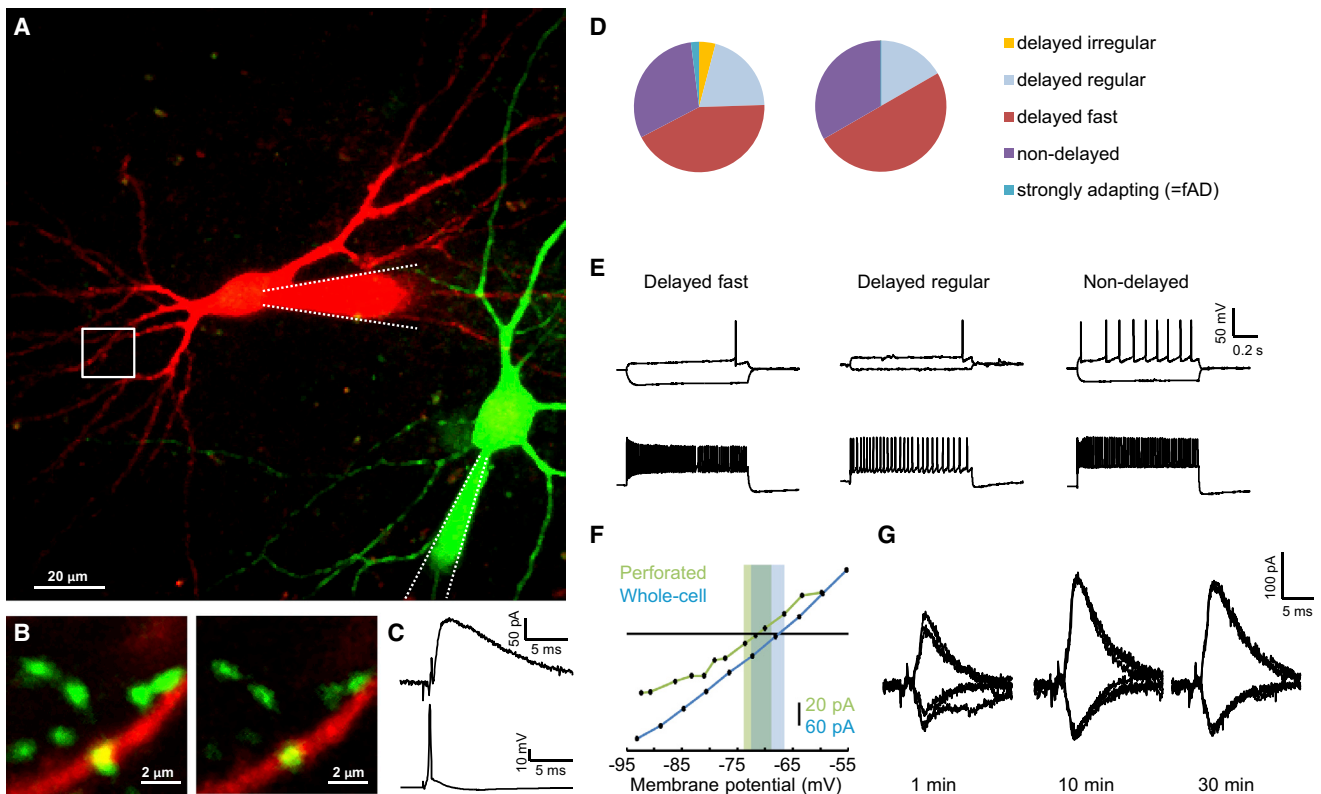 A
20 µm
B
2 µm
2 µm
C
50 pA
5 ms
10 mV
5 ms
D
delayed irregular
delayed regular
delayed fast
non-delayed
strongly adapting (=fAD)
E
Delayed fast
Delayed regular
Non-delayed
50 mV
0.2 s
F
Perforated
Whole-cell
20 pA
60 pA
-95 -85 -75 -65 -55
Membrane potential (mV)
G
100 pA
5 ms
1 min
10 min
30 min